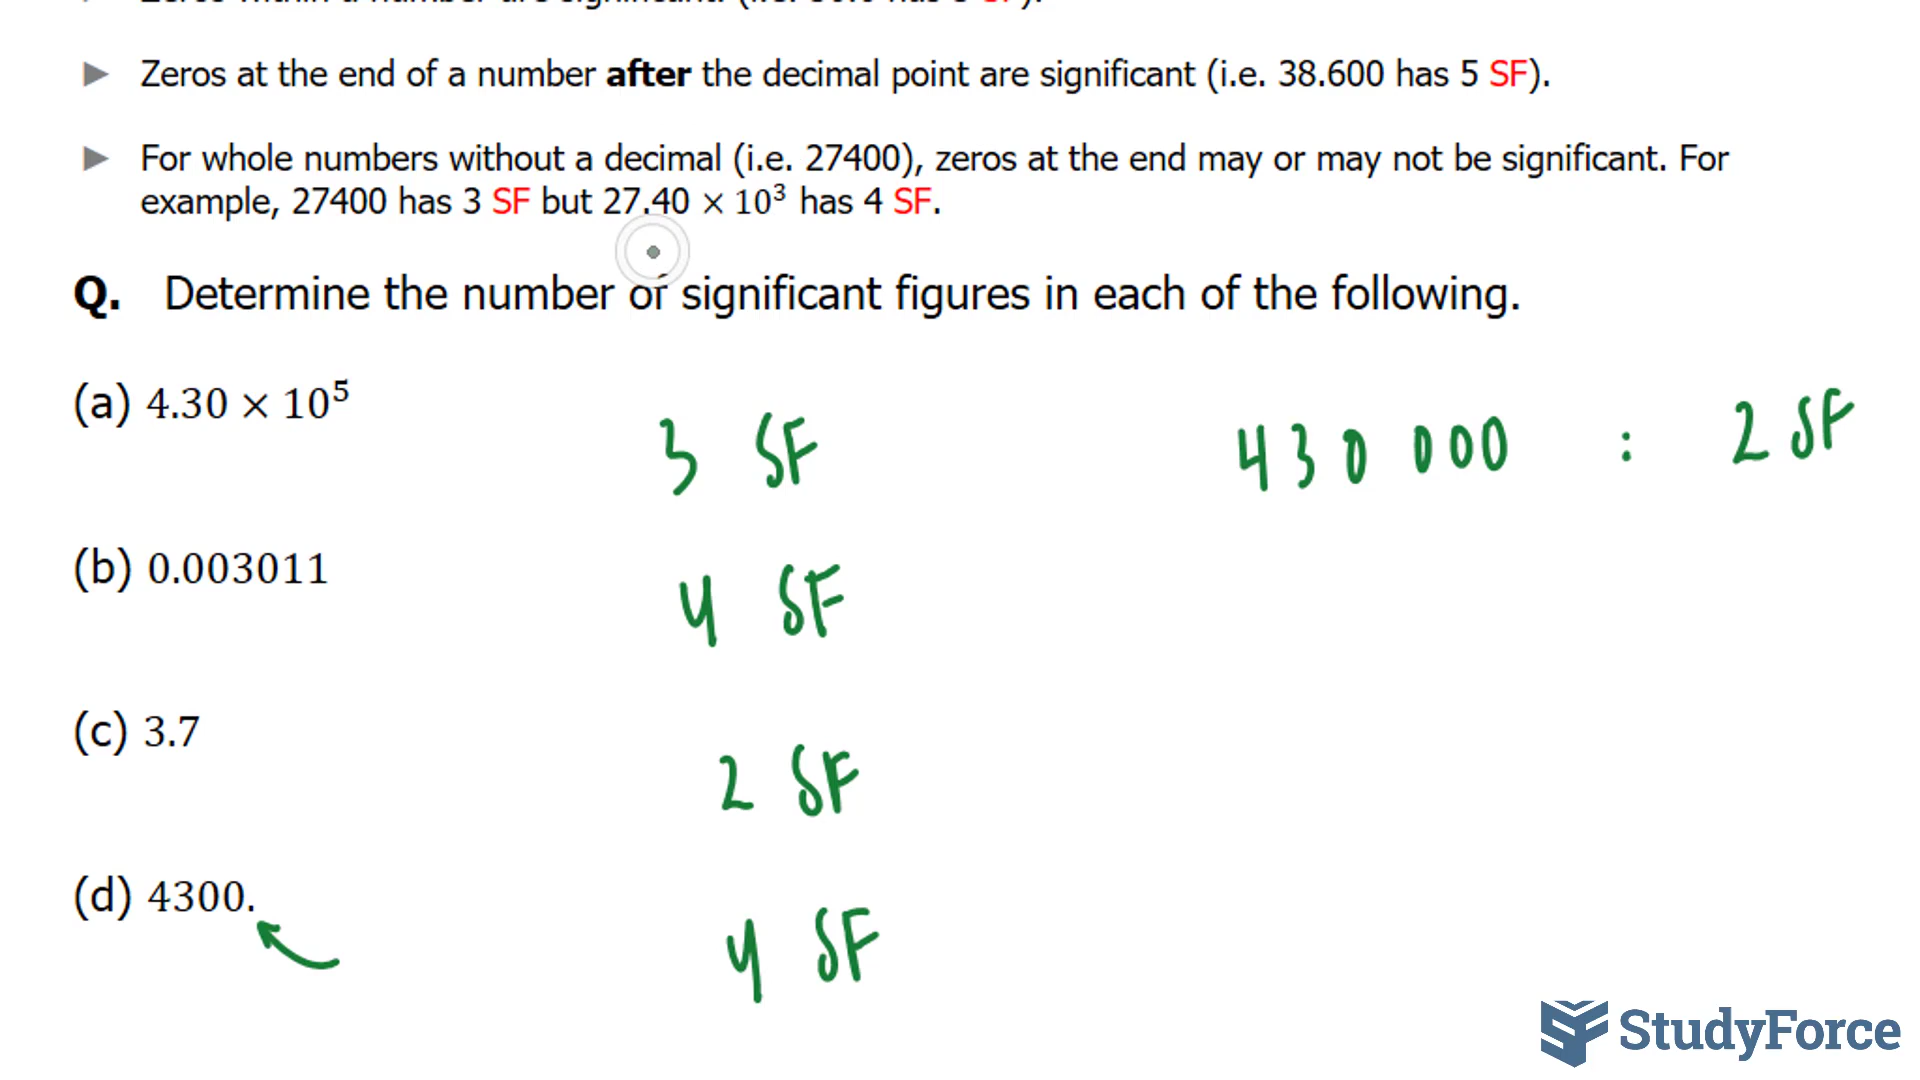 ► Zeros at the end of a number after the decimal point are significant (i.e. 38.600 has 5 SF).
► For whole numbers without a decimal (i.e. 27400), zeros at the end may or may not be significant. For
example, 27400 has 3 SF but 27.40 × 10³ has 4 SF.
Q. Determine the number of significant figures in each of the following.
(a) 4.30 × 10⁵ 3 SF 430 000 : 2 SF
(b) 0.003011 4 SF
(c) 3.7 2 SF
(d) 4300. 4 SF
StudyForce